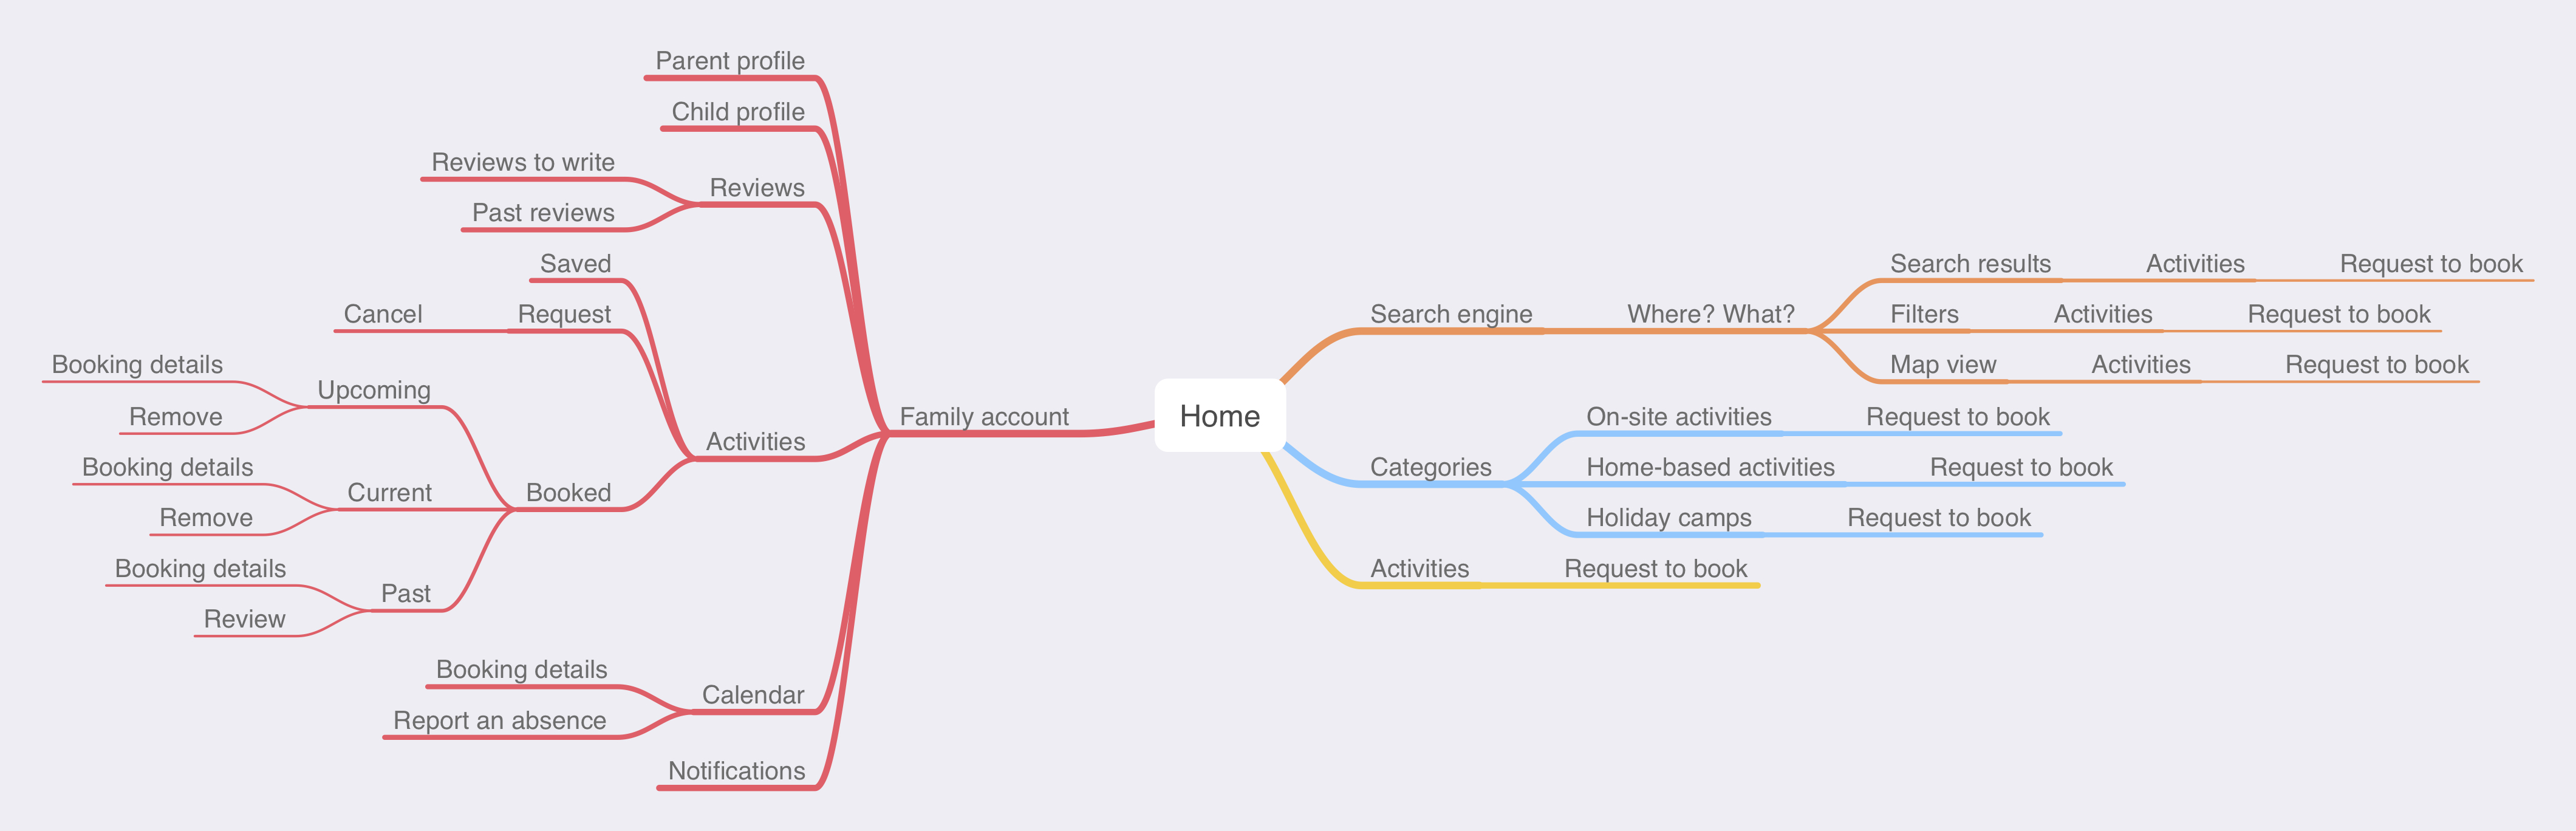 Home
Family account
Parent profile
Child profile
Reviews
Reviews to write
Past reviews
Activities
Saved
Request
Cancel
Booked
Upcoming
Booking details
Remove
Current
Booking details
Remove
Past
Booking details
Review
Calendar
Booking details
Report an absence
Notifications
Search engine
Where? What?
Search results
Activities
Request to book
Filters
Activities
Request to book
Map view
Activities
Request to book
Categories
On-site activities
Request to book
Home-based activities
Request to book
Holiday camps
Request to book
Activities
Request to book